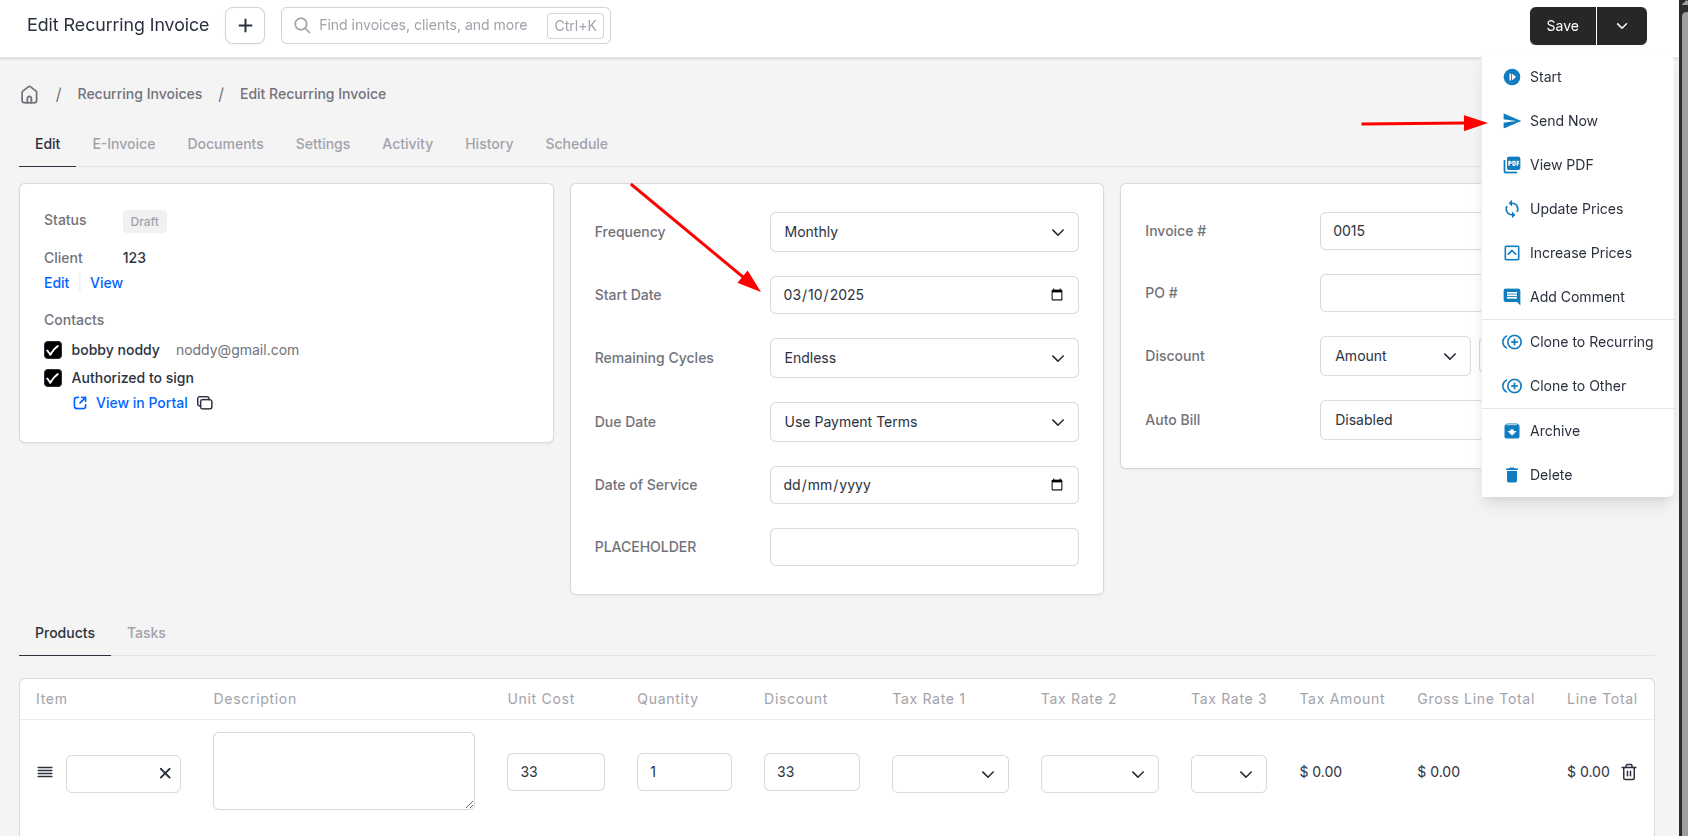 Edit Recurring Invoice
+
Find invoices, clients, and more Ctrl+K
Save
/ Recurring Invoices / Edit Recurring Invoice
Edit E-Invoice Documents Settings Activity History Schedule
Start
Send Now
View PDF
Update Prices
Increase Prices
Add Comment
Clone to Recurring
Clone to Other
Archive
Delete
Status Draft
Client 123
Edit View
Contacts
bobby noddy noddy@gmail.com
Authorized to sign
View in Portal
Frequency Monthly
Start Date 03/10/2025
Remaining Cycles Endless
Due Date Use Payment Terms
Date of Service dd/mm/yyyy
PLACEHOLDER
Invoice # 0015
PO #
Discount Amount
Auto Bill Disabled
Products Tasks
Item Description Unit Cost Quantity Discount Tax Rate 1 Tax Rate 2 Tax Rate 3 Tax Amount Gross Line Total Line Total
33 1 33 $ 0.00 $ 0.00 $ 0.00